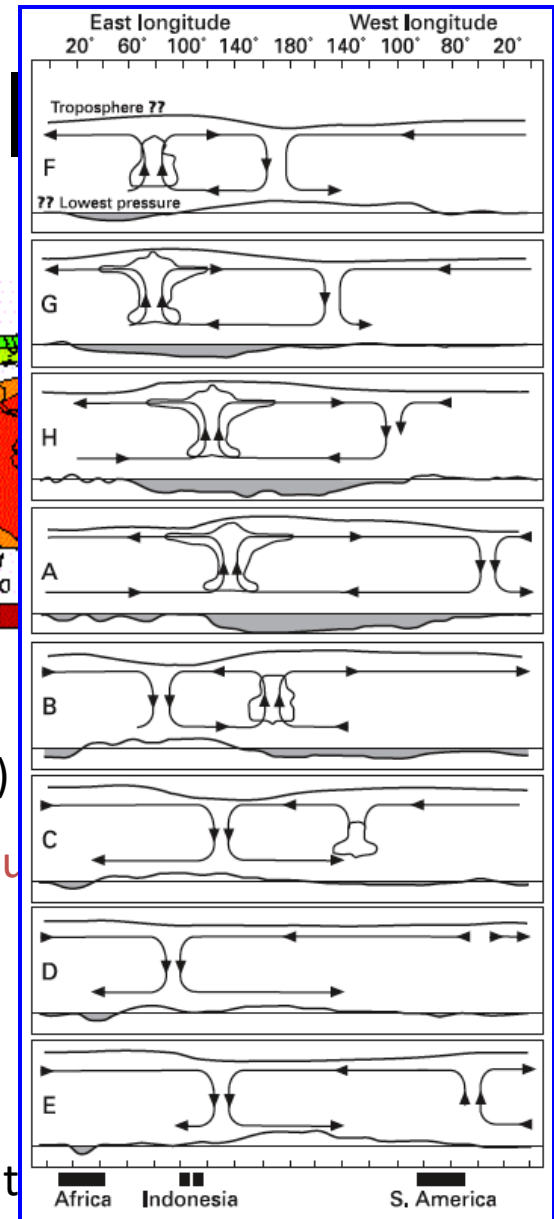 East longitude West longitude
20° 60° 100° 140° 180° 140° 100° 80° 20°
Troposphere ??
F
?? Lowest pressure
G
H
A
B
C
D
E
Africa Indonesia S. America